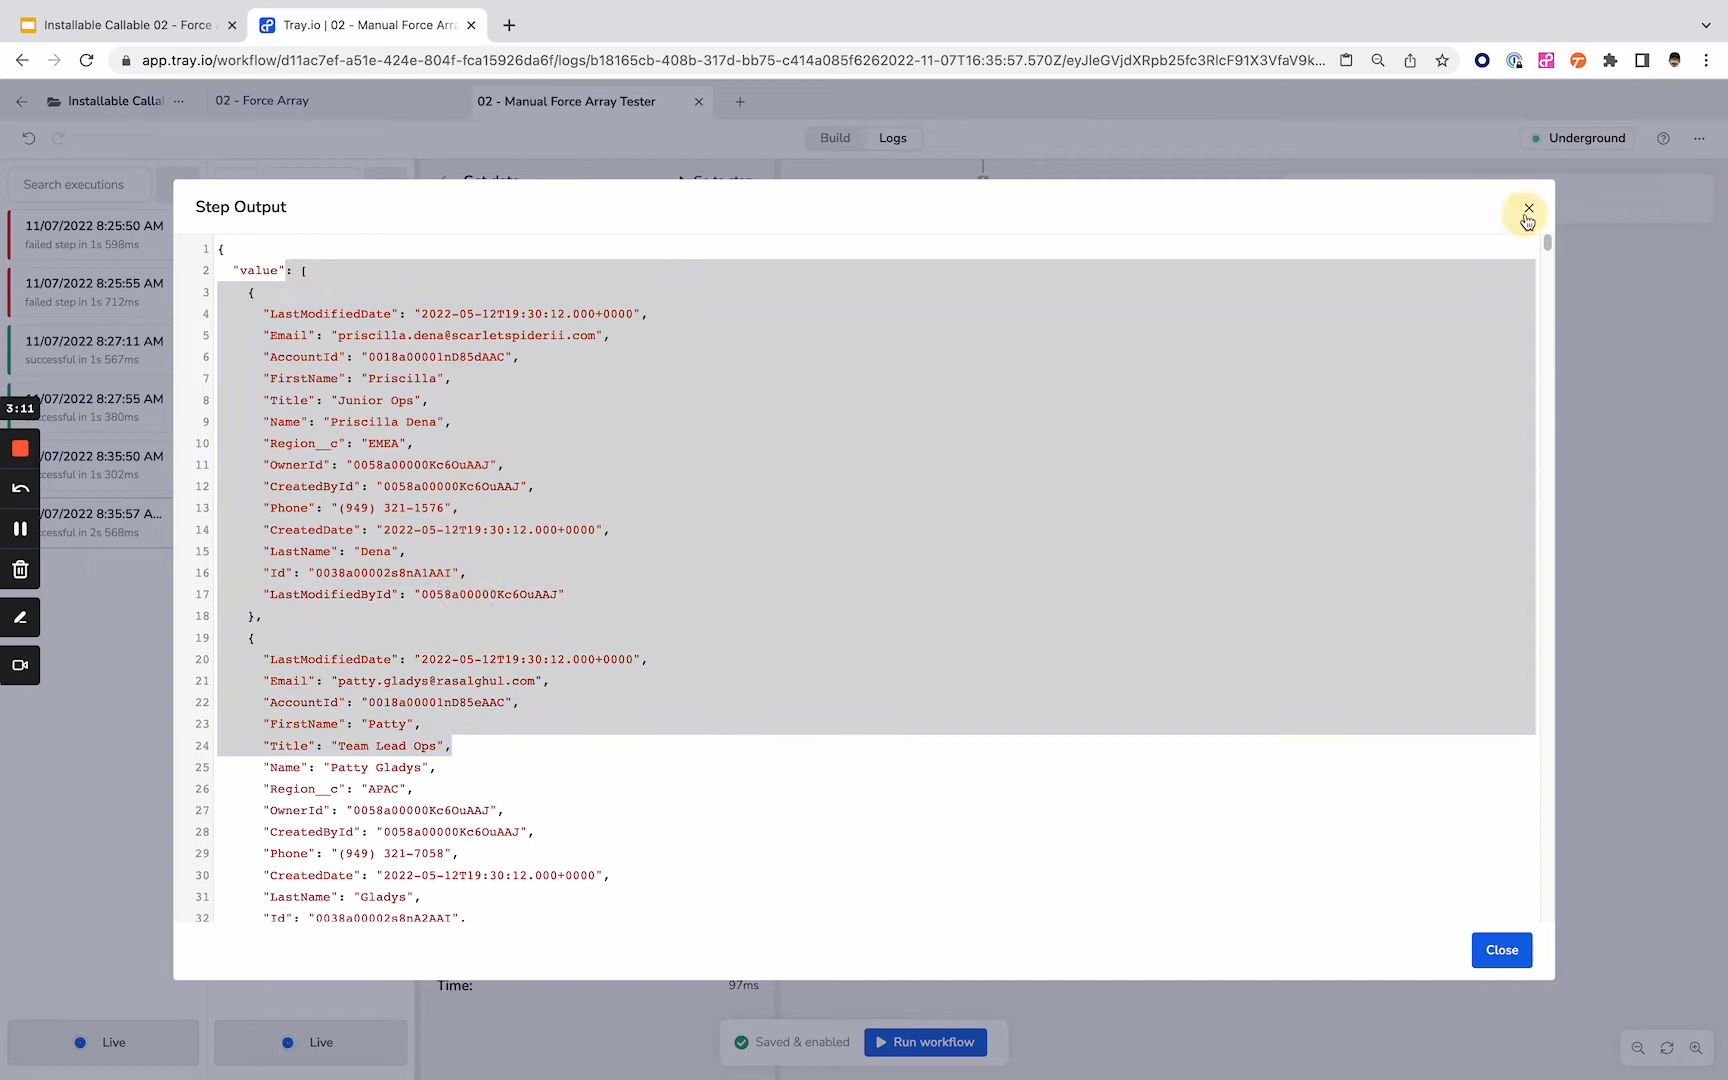 Installable Callable 02 - Force A
Tray.io | 02 - Manual Force Arra
app.tray.io/workflow/d11ac7ef-a51e-424e-804f-fca15926da6f/logs/b18165cb-408b-317d-bb75-c414a085f6262022-11-07T16:35:57.570Z/eyJleGVjdXRpb25fc3RlcF91X3VfaV9k...
Installable Calla ...
02 - Force Array
02 - Manual Force Array Tester
Build
Logs
Underground
Search executions
11/07/2022 8:25:50 AM
failed step in 1s 598ms
11/07/2022 8:25:55 AM
failed step in 1s 712ms
11/07/2022 8:27:11 AM
successful in 1s 567ms
/07/2022 8:27:55 AM
cessful in 1s 380ms
/07/2022 8:35:50 AM
ccessful in 1s 302ms
/07/2022 8:35:57 A...
ccessful in 2s 568ms
3:11
Step Output
1 {
2 "value": [
3 {
4 "LastModifiedDate": "2022-05-12T19:30:12.000+0000",
5 "Email": "priscilla.dena@scarletspiderii.com",
6 "AccountId": "0018a00001nD85dAAC",
7 "FirstName": "Priscilla",
8 "Title": "Junior Ops",
9 "Name": "Priscilla Dena",
10 "Region__c": "EMEA",
11 "OwnerId": "0058a00000Kc6OuAAJ",
12 "CreatedById": "0058a00000Kc6OuAAJ",
13 "Phone": "(949) 321-1576",
14 "CreatedDate": "2022-05-12T19:30:12.000+0000",
15 "LastName": "Dena",
16 "Id": "0038a00002s8nA1AAI",
17 "LastModifiedById": "0058a00000Kc6OuAAJ"
18 },
19 {
20 "LastModifiedDate": "2022-05-12T19:30:12.000+0000",
21 "Email": "patty.gladys@rasalghul.com",
22 "AccountId": "0018a00001nD85eAAC",
23 "FirstName": "Patty",
24 "Title": "Team Lead Ops",
25 "Name": "Patty Gladys",
26 "Region__c": "APAC",
27 "OwnerId": "0058a00000Kc6OuAAJ",
28 "CreatedById": "0058a00000Kc6OuAAJ",
29 "Phone": "(949) 321-7058",
30 "CreatedDate": "2022-05-12T19:30:12.000+0000",
31 "LastName": "Gladys",
32 "Id": "0038a00002s8nA2AAI",
Close
Time:
97ms
Live
Live
Saved & enabled
Run workflow